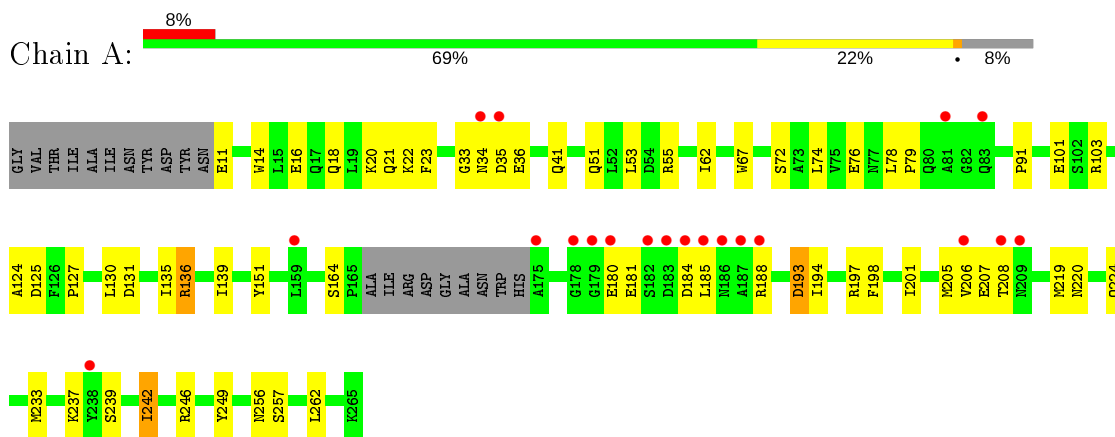 8%
Chain A:
69% 22% • 8%
GLY VAL THR ILE ALA ILE ASN TYR ASP TYR ASN E11 W14 L15 E16 Q17 Q18 L19 K20 Q21 K22 F23 G33 N34 D35 E36 Q41 Q51 L52 L53 D54 R55 I62 W67 S72 A73 L74 V75 E76 N77 L78 P79 Q80 A81 G82 Q83 P91 E101 S102 R103
A124 D125 F126 P127 L130 D131 I135 R136 I139 Y151 L159 S164 P165 ALA ILE ARG ASP GLY ALA ASN TRP HIS A175 G178 G179 E180 E181 S182 D183 D184 L185 N186 A187 R188 D193 I194 R197 F198 I201 M205 V206 E207 T208 N209 M219 N220
M233 K237 Y238 S239 I242 R246 Y249 N256 S257 L262 K265